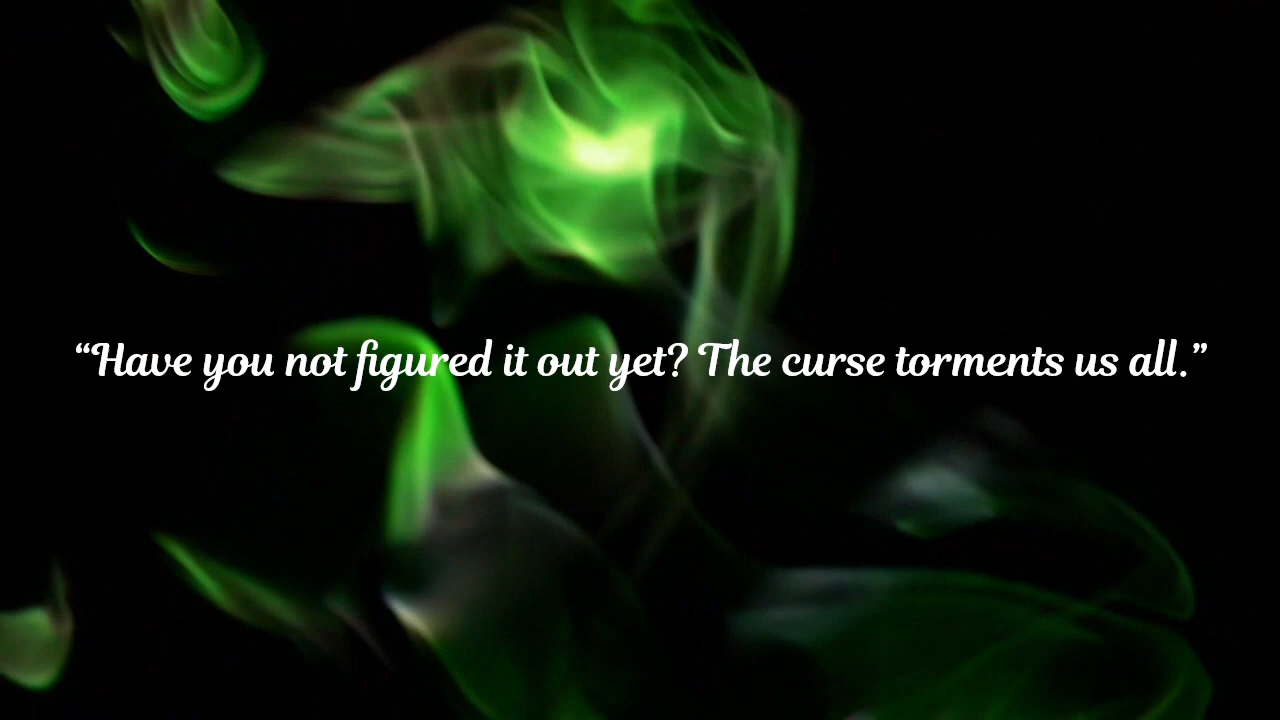 “Have you not figured it out yet? The curse torments us all.”